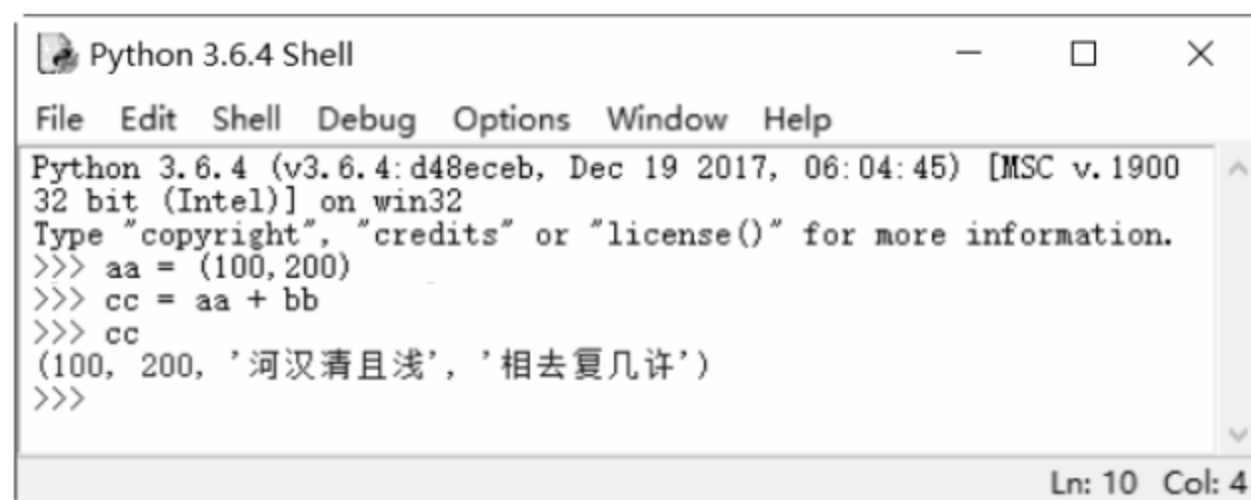 Python 3.6.4 Shell
File Edit Shell Debug Options Window Help
Python 3.6.4 (v3.6.4:d48eceb, Dec 19 2017, 06:04:45) [MSC v.1900
32 bit (Intel)] on win32
Type "copyright", "credits" or "license()" for more information.
>>> aa = (100,200)
>>> cc = aa + bb
>>> cc
(100, 200, '河汉清且浅', '相去复几许')
>>>
Ln: 10 Col: 4